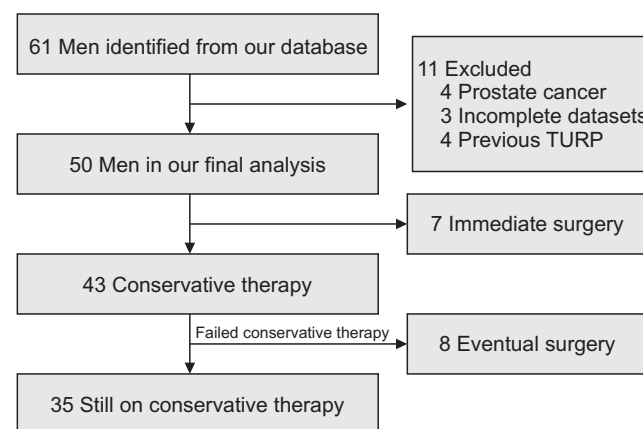 61 Men identified from our database
11 Excluded
4 Prostate cancer
3 Incomplete datasets
4 Previous TURP
50 Men in our final analysis
7 Immediate surgery
43 Conservative therapy
Failed conservative therapy
8 Eventual surgery
35 Still on conservative therapy